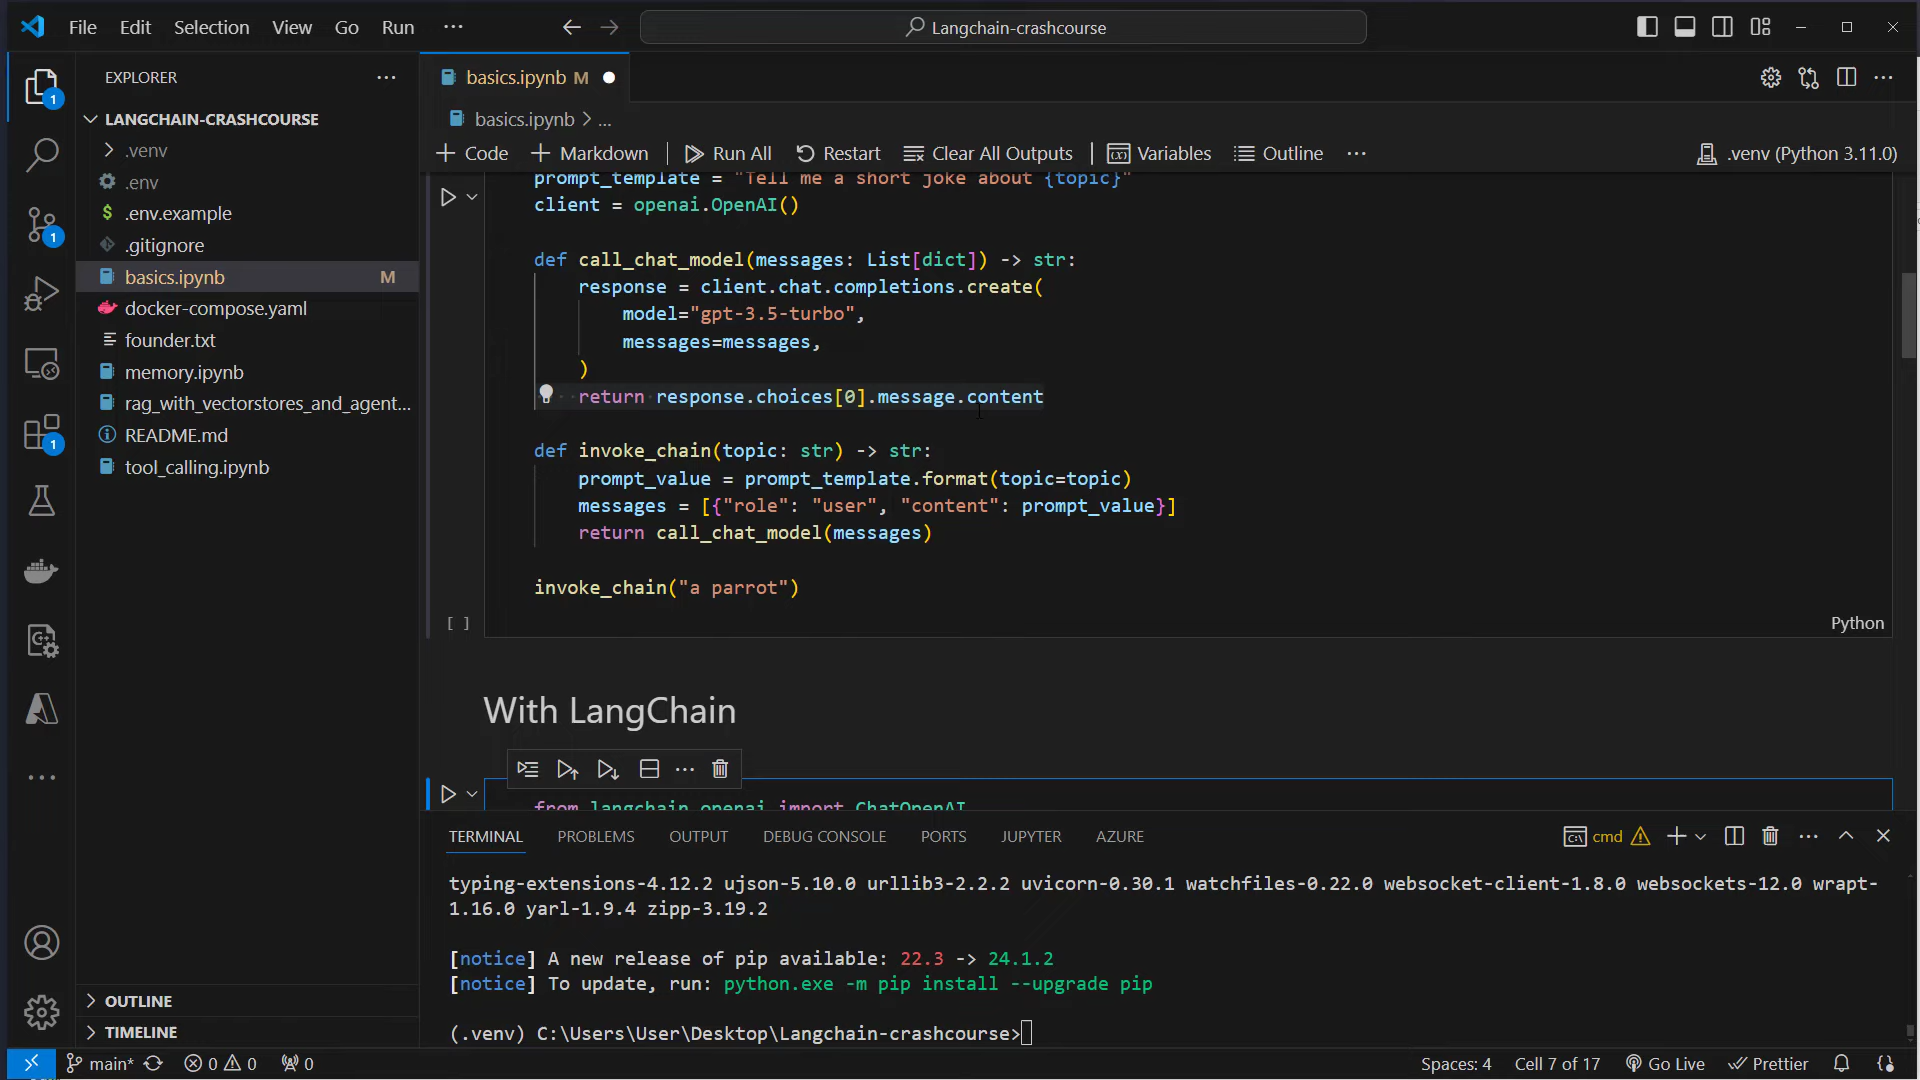 File Edit Selection View Go Run ···
Langchain-crashcourse
EXPLORER
LANGCHAIN-CRASHCOURSE
.venv
.env
.env.example
.gitignore
basics.ipynb M
docker-compose.yaml
founder.txt
memory.ipynb
rag_with_vectorstores_and_agent...
README.md
tool_calling.ipynb
OUTLINE
TIMELINE
1
1
1
basics.ipynb M
basics.ipynb > ...
+ Code + Markdown Run All Restart Clear All Outputs Variables Outline ··· .venv (Python 3.11.0)
prompt_template = "Tell me a short joke about {topic}"
client = openai.OpenAI()
def call_chat_model(messages: List[dict]) -> str:
response = client.chat.completions.create(
model="gpt-3.5-turbo",
messages=messages,
)
return response.choices[0].message.content
def invoke_chain(topic: str) -> str:
prompt_value = prompt_template.format(topic=topic)
messages = [{"role": "user", "content": prompt_value}]
return call_chat_model(messages)
invoke_chain("a parrot")
[ ]
Python
With LangChain
from langchain_openai import ChatOpenAI
TERMINAL PROBLEMS OUTPUT DEBUG CONSOLE PORTS JUPYTER AZURE
cmd
typing-extensions-4.12.2 ujson-5.10.0 urllib3-2.2.2 uvicorn-0.30.1 watchfiles-0.22.0 websocket-client-1.8.0 websockets-12.0 wrapt-
1.16.0 yarl-1.9.4 zipp-3.19.2
[notice] A new release of pip available: 22.3 -> 24.1.2
[notice] To update, run: python.exe -m pip install --upgrade pip
(.venv) C:\Users\User\Desktop\Langchain-crashcourse>
main* 0 0 0 Spaces: 4 Cell 7 of 17 Go Live Prettier